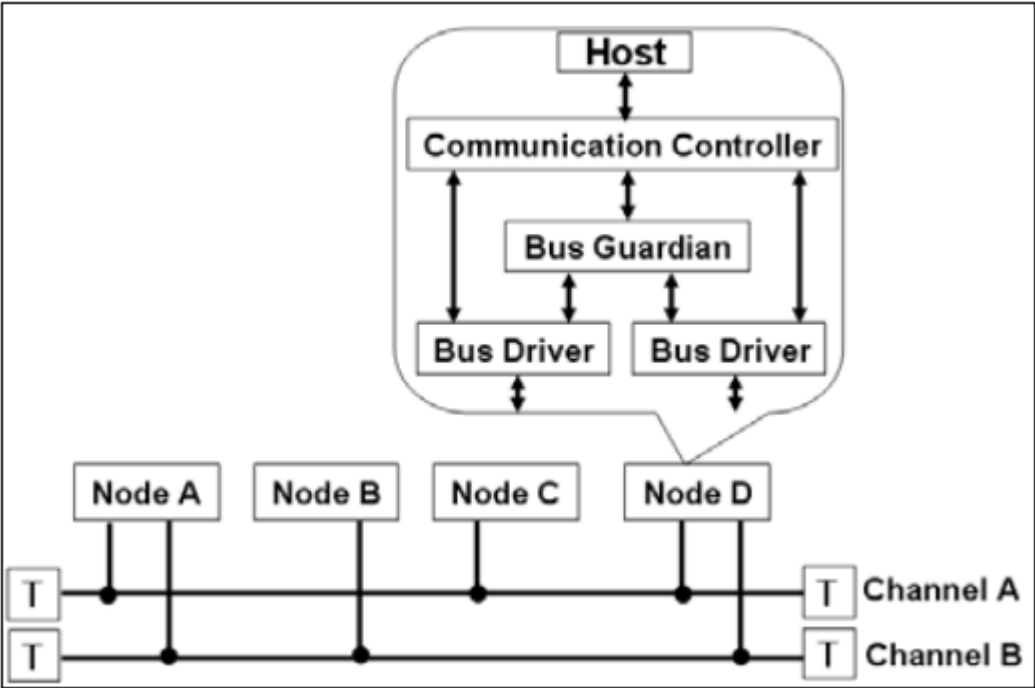 Host
Communication Controller
Bus Guardian
Bus Driver Bus Driver
Node A Node B Node C Node D
T T Channel A
T T Channel B